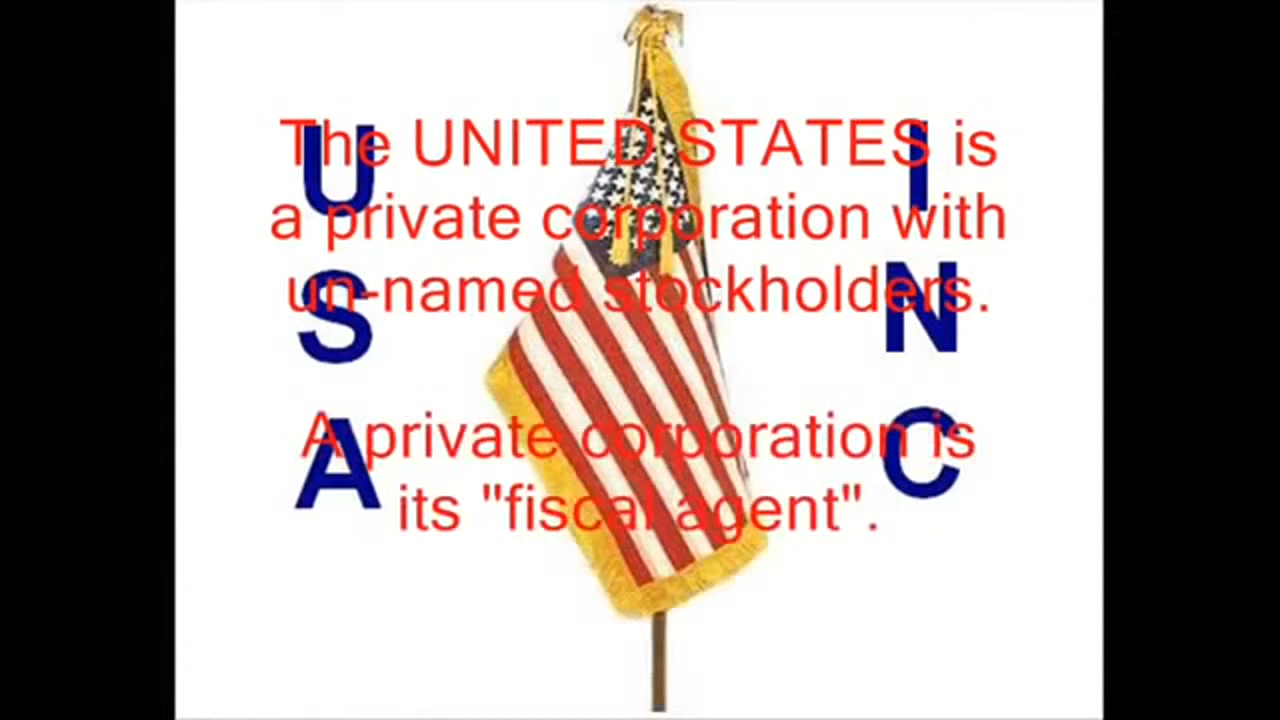 The UNITED STATES is
a private corporation with
un-named stockholders.
A private corporation is
its "fiscal agent".
U
S
A
I
N
C